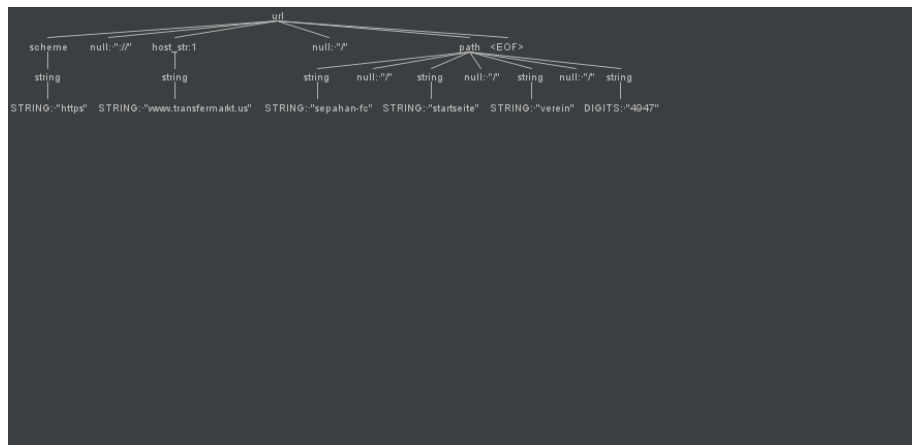 url
scheme null:"://" host_str:1 null:"/" path <EOF>
string string string null:"/" string null:"/" string null:"/" string
STRING:"https" STRING:"www.transfermarkt.us" STRING:"sepahan-fc" STRING:"startseite" STRING:"verein" DIGITS:"4947"